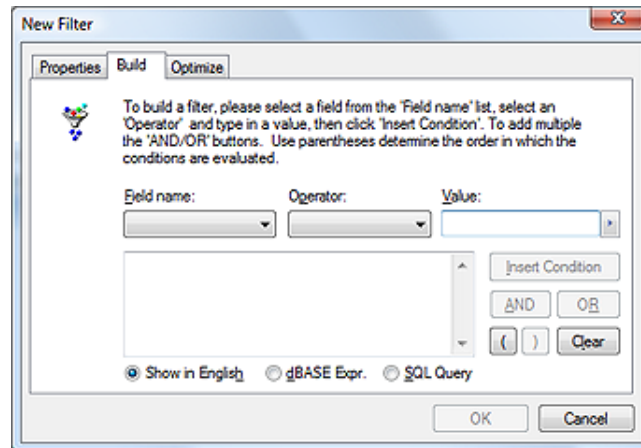 New Filter
Properties Build Optimize
To build a filter, please select a field from the 'Field name' list, select an
'Operator' and type in a value, then click 'Insert Condition'. To add multiple
the 'AND/OR' buttons. Use parentheses determine the order in which the
conditions are evaluated.
Field name: Operator: Value:
Insert Condition
AND OR
( ) Clear
Show in English dBASE Expr. SQL Query
OK Cancel